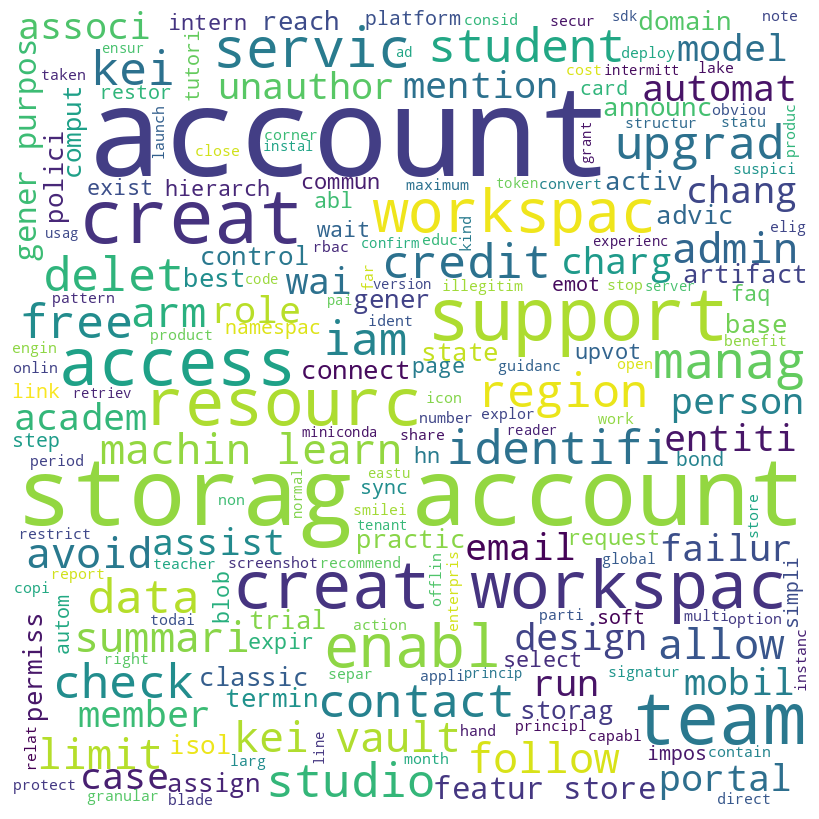 associ intern reach platform consid secur sdk domain note
ensur ad deploy
taken kei servic student model
tutori unauthor mention cost intermitt lake automat
restor card announc obviou
gener purpos comput launch account corner instal grant structur statu produc
close upgrad suspici
polici exist hierarch commun maximum token convert activ chang
usag creat abl workspac advic elig
wait rbac confirm educ kind experienc
control far credit charg admin
delet best wai code version illegitim stop server artifact
pattern pai gener emot faq
free arm role namespac ident support base
engin product iam state upvot benefit
onlin access connect page guidanc open manag
link retriev icon region
academ resourc number explor work person
step miniconda share reader entiti
machin learn hn identifi bond
period normal eastu sync
storag account
non smilei store
restrict tenant practic request
avoid assist email failur
teacher screenshot recommend offlin enterpris global simpli
copi report data blob creat workspac
todai trial parti soft multi option instanc
permiss autom summari action enabl design allow
right expir separ appli princip select signatur
check classic contact run mobil
member termin storag principl capabl
relat limit isol kei vault line hand follow impos contain
larg month portal
protect case assign studio featur store
granular blade direct